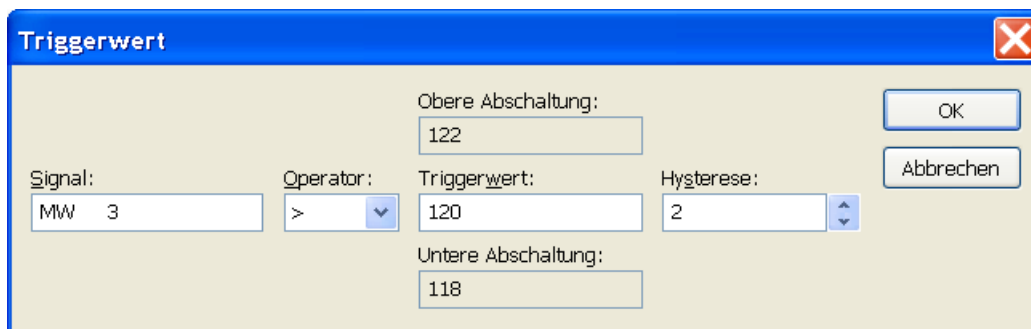 Triggerwert
Obere Abschaltung:
122
OK
Abbrechen
Signal: Operator: Triggerwert: Hysterese:
MW 3 > 120 2
Untere Abschaltung:
118